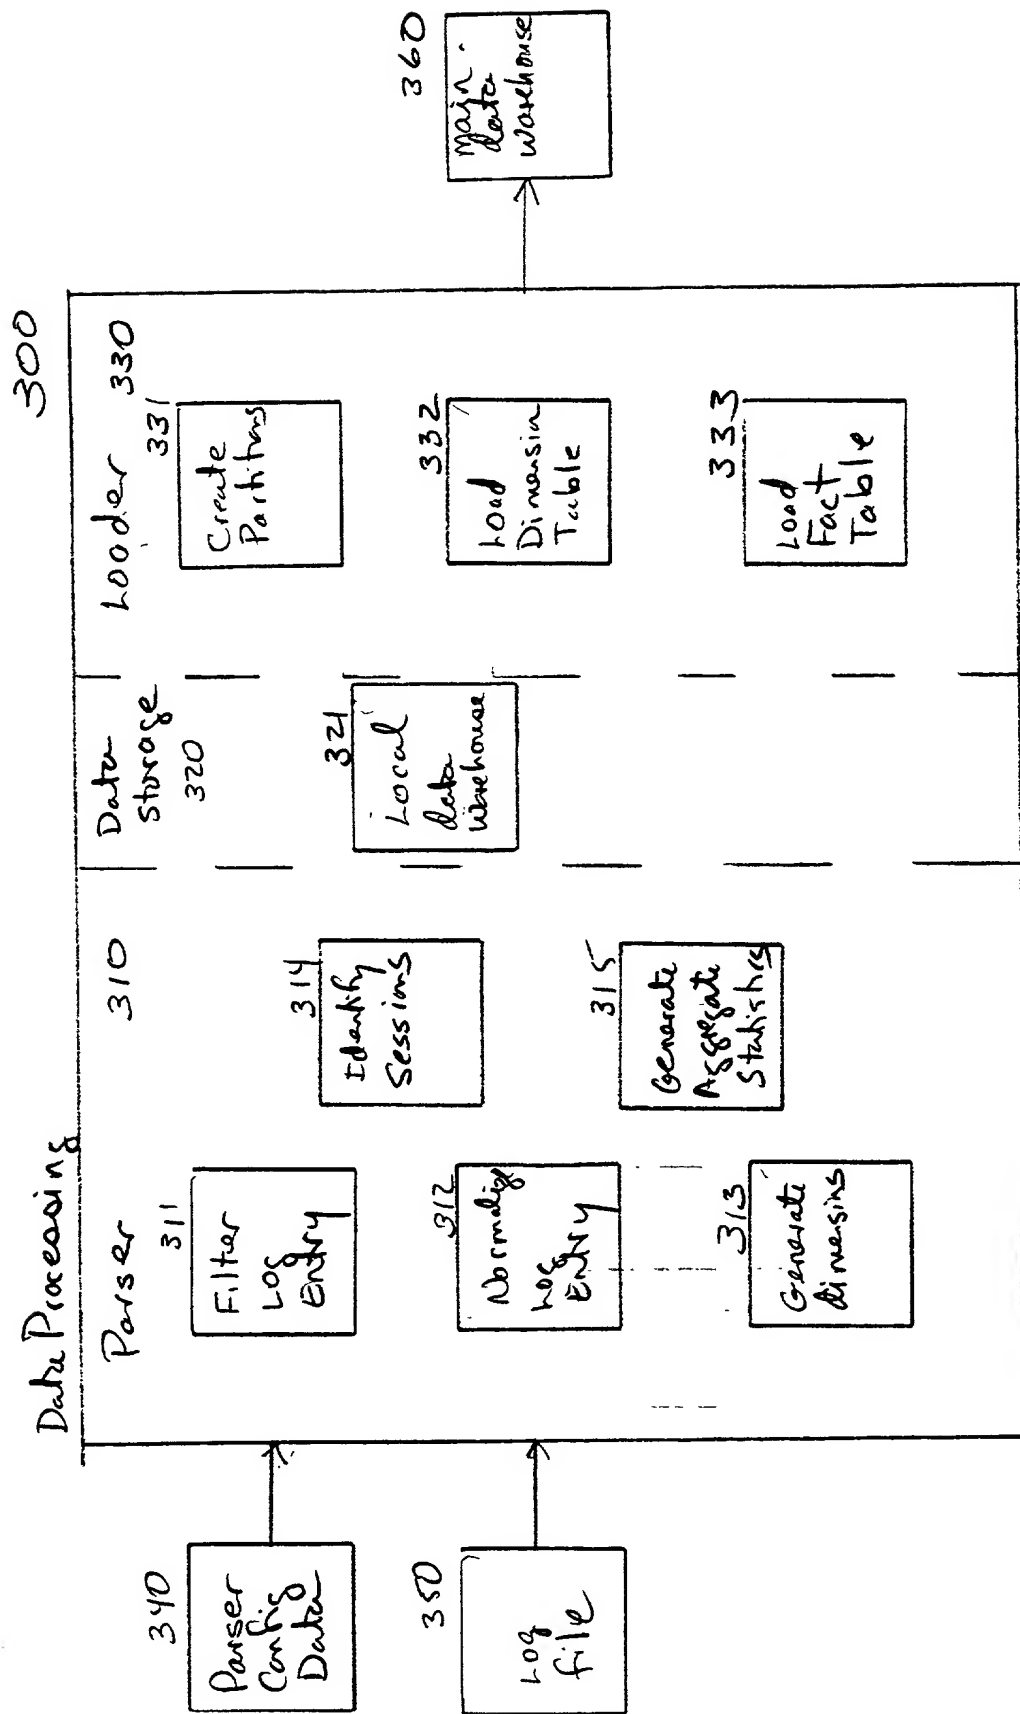 300
Data Processing
Parser
310
Data
Storage
320
Loader
330
340
Parser
Config
Data
350
Log
file
311
Filter
Log
Entry
312
Normalize
Log
Entry
313
Generate
dimensins
314
Identify
Sessions
315
Generate
Aggregate
Statistics
321
Local
data
warehouse
331
Create
Partitions
332
Load
Dimension
Table
333
Load
Fact
Table
360
Main
data
warehouse